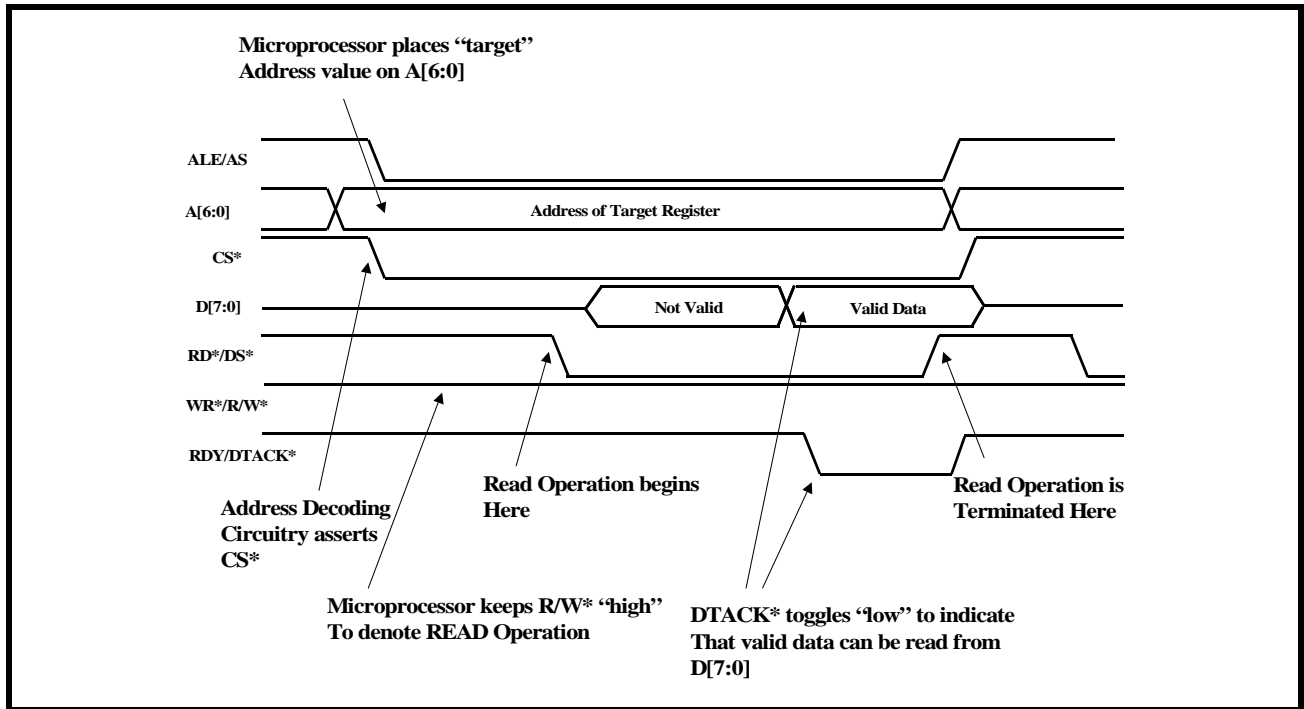 Microprocessor places “target”
Address value on A[6:0]
ALE/AS
A[6:0]
Address of Target Register
CS*
D[7:0]
Not Valid
Valid Data
RD*/DS*
WR*/R/W*
RDY/DTACK*
Address Decoding
Circuitry asserts
CS*
Read Operation begins
Here
Read Operation is
Terminated Here
Microprocessor keeps R/W* “high”
To denote READ Operation
DTACK* toggles “low” to indicate
That valid data can be read from
D[7:0]